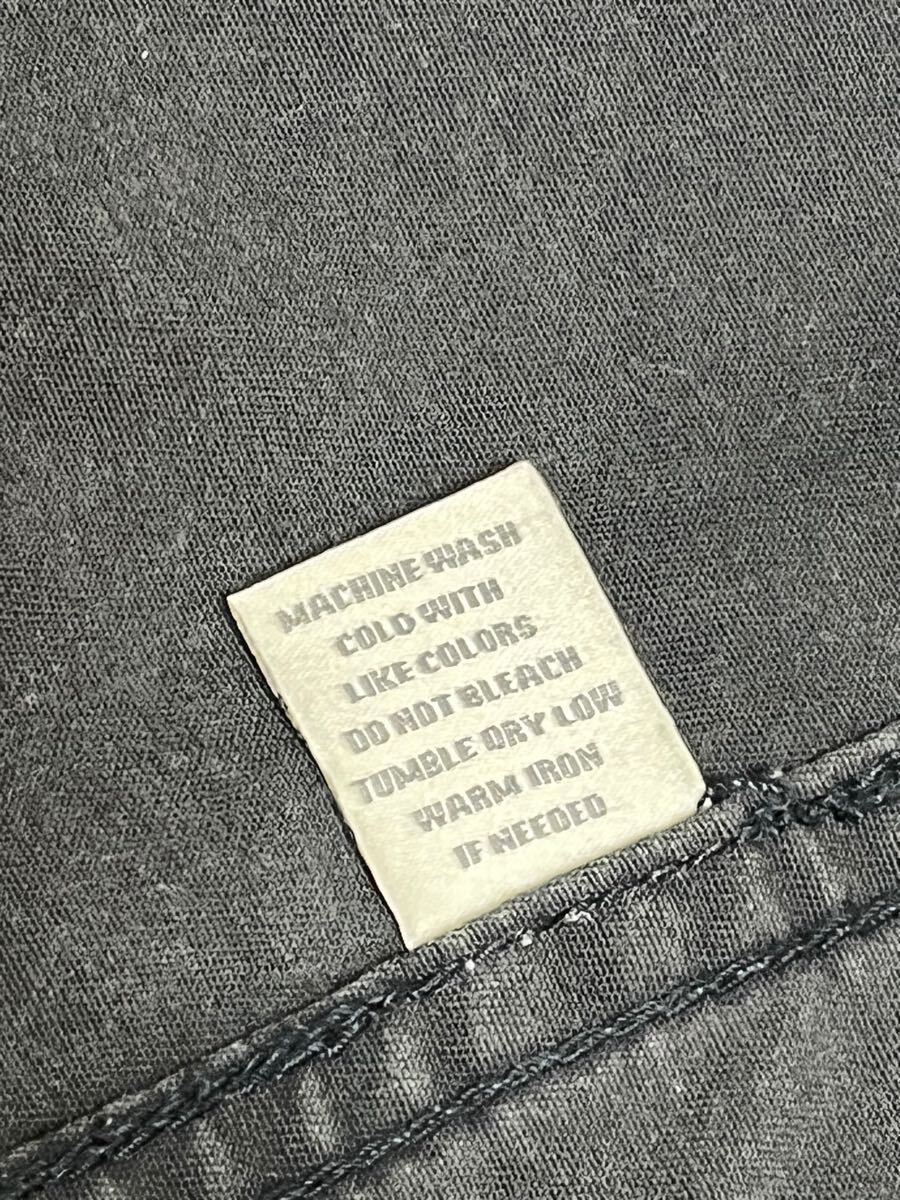 MACHINE WASH
COLD WITH
LIKE COLORS
DO NOT BLEACH
TUMBLE DRY LOW
WARM IRON
IF NEEDED